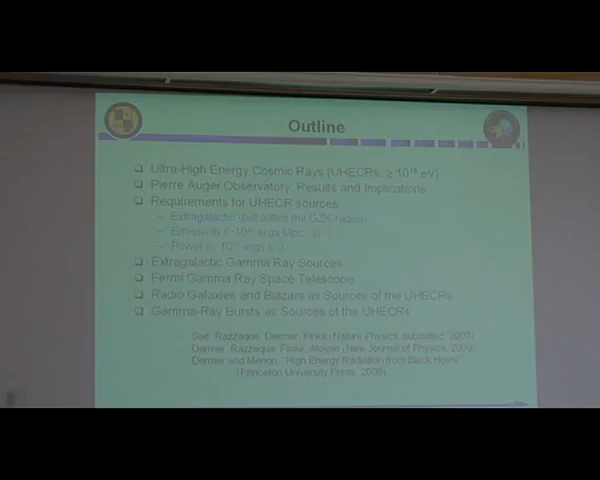 Outline
Ultra-High Energy Cosmic Rays (UHECRs, ≥ eV)
Pierre Auger Observatory, Results and Implications
Requirements for UHECR sources:
– Extragalactic (but within the GZK radius)
– Emissivity ergs Mpc
– Power ergs
Extragalactic Gamma Ray Sources
Fermi Gamma Ray Space Telescope
Radio Galaxies and Blazars as Sources of the UHECRs
Gamma-Ray Bursts as Sources of the UHECRs
See: Razzaque, Dermer, Finke (Nature Physics, submitted, 2009)
Dermer, Razzaque, Finke, Atoyan (New Journal of Physics, 2009)
Dermer and Menon, "High Energy Radiation from Black Holes"
(Princeton University Press, 2009)